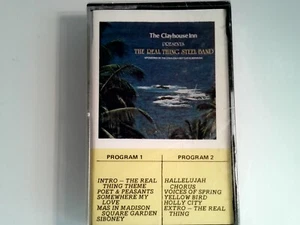 The Clayhouse Inn
PRESENTS
THE REAL THING STEEL BAND
PROGRAM 1
INTRO – THE REAL
THING THEME
POET & PEASANTS
SOMEWHERE MY
LOVE
MAS IN MADISON
SQUARE GARDEN
SIBONEY
PROGRAM 2
HALLELUJAH
CHORUS
VOICES OF SPRING
YELLOW BIRD
HOLLY CITY
EXTRO – THE REAL
THING